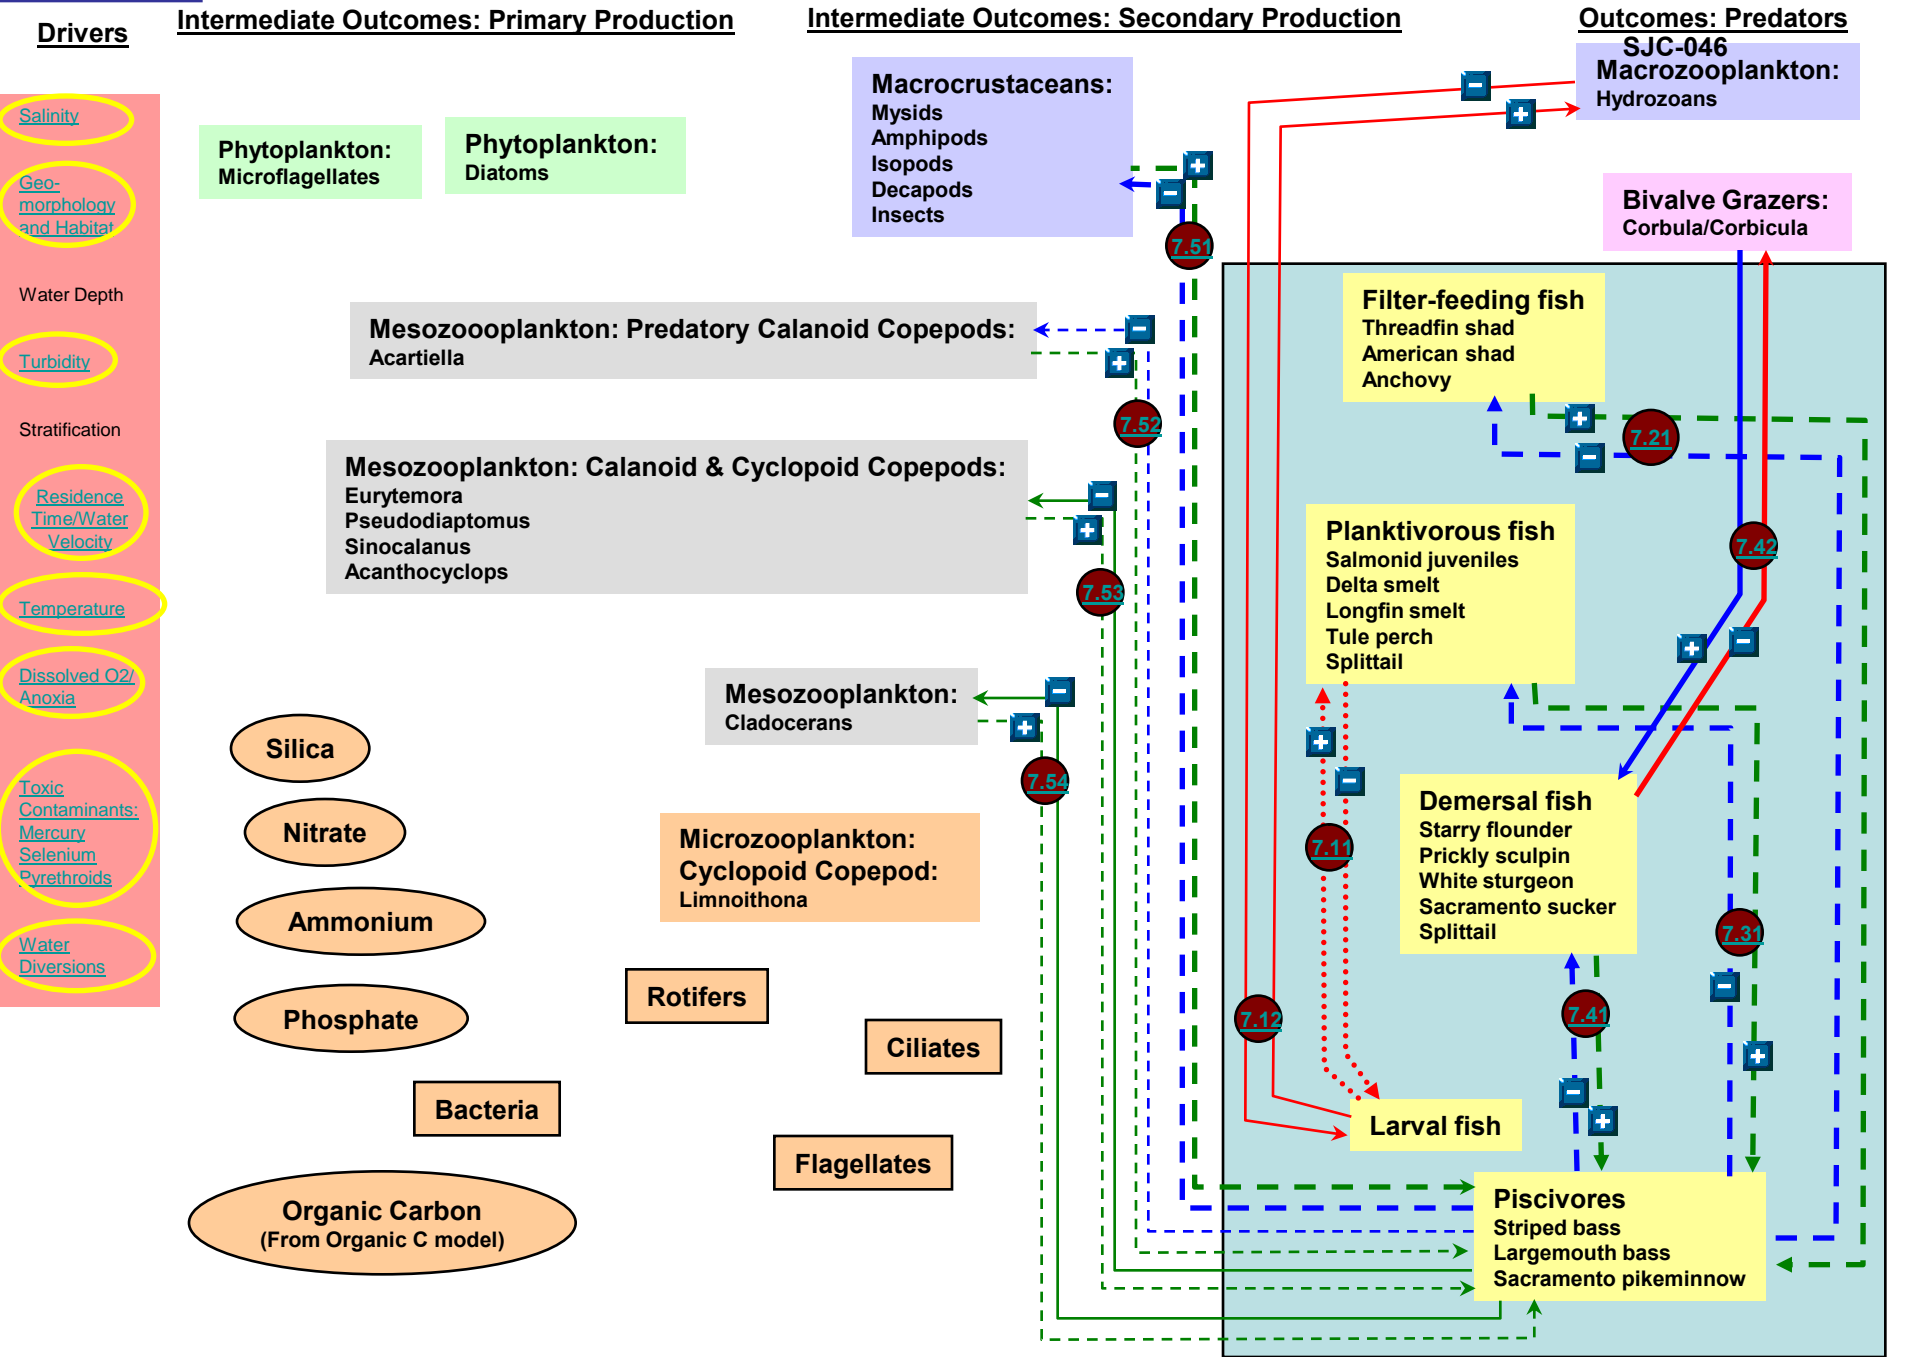 Drivers
Intermediate Outcomes: Primary Production
Intermediate Outcomes: Secondary Production
Outcomes: Predators
SJC-046
Salinity
Geo-
morphology
and Habitat
Water Depth
Turbidity
Stratification
Residence
Time/Water
Velocity
Temperature
Dissolved O2/
Anoxia
Toxic
Contaminants:
Mercury
Selenium
Pyrethroids
Water
Diversions
Phytoplankton:
Microflagellates
Phytoplankton:
Diatoms
Macrocrustaceans:
Mysids
Amphipods
Isopods
Decapods
Insects
Macrozooplankton:
Hydrozoans
Bivalve Grazers:
Corbula/Corbicula
Mesozoooplankton: Predatory Calanoid Copepods:
Acartiella
Mesozooplankton: Calanoid & Cyclopoid Copepods:
Eurytemora
Pseudodiaptomus
Sinocalanus
Acanthocyclops
Mesozooplankton:
Cladocerans
Microzooplankton:
Cyclopoid Copepod:
Limnoithona
Silica
Nitrate
Ammonium
Phosphate
Rotifers
Ciliates
Bacteria
Flagellates
Organic Carbon
(From Organic C model)
Filter-feeding fish
Threadfin shad
American shad
Anchovy
Planktivorous fish
Salmonid juveniles
Delta smelt
Longfin smelt
Tule perch
Splittail
Demersal fish
Starry flounder
Prickly sculpin
White sturgeon
Sacramento sucker
Splittail
Larval fish
Piscivores
Striped bass
Largemouth bass
Sacramento pikeminnow
7.51
7.52
7.53
7.54
7.21
7.42
7.11
7.31
7.12
7.41